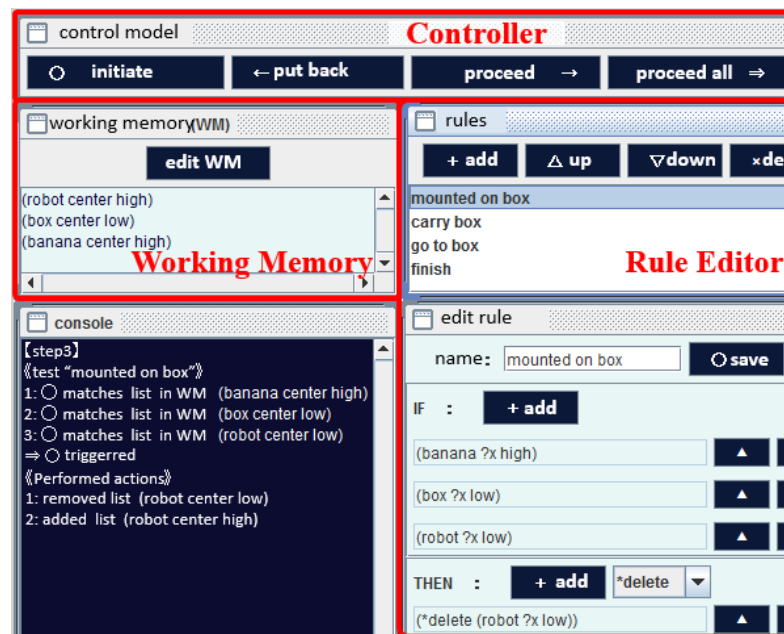 control model
Controller
○ initiate
← put back
proceed →
proceed all ⇒
working memory(WM)
edit WM
(robot center high)
(box center low)
(banana center high)
Working Memory
rules
+ add
△ up
▽down
×de
mounted on box
carry box
go to box
finish
Rule Editor
console
【step3】
《test “mounted on box”》
1: ○ matches list in WM (banana center high)
2: ○ matches list in WM (box center low)
3: ○ matches list in WM (robot center low)
⇒ ○ triggerred
《Performed actions》
1: removed list (robot center low)
2: added list (robot center high)
edit rule
name: mounted on box
○ save
IF : + add
(banana ?x high) ▲
(box ?x low) ▲
(robot ?x low) ▲
THEN : + add *delete ▼
(*delete (robot ?x low)) ▲